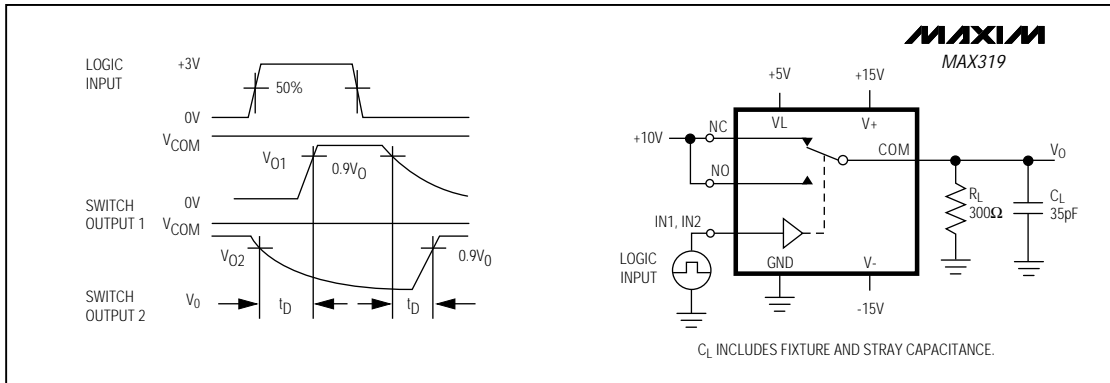 LOGIC
INPUT
+3V
50%
0V
VCOM
VO1
0.9VO
0V
SWITCH
OUTPUT 1
VCOM
VO2
0.9V0
SWITCH
OUTPUT 2
V0
tD
tD
MAXIM
MAX319
+5V
+15V
VL
V+
+10V
NC
COM
VO
NO
RL
300Ω
CL
35pF
IN1, IN2
LOGIC
INPUT
GND
V-
-15V
CL INCLUDES FIXTURE AND STRAY CAPACITANCE.